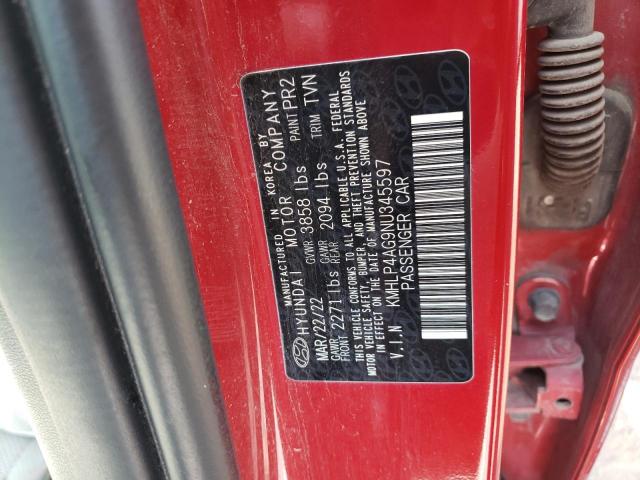 MANUFACTURED IN KOREA BY
HYUNDAI MOTOR COMPANY
MAR/22/22 GVWR 3858 lbs PAINT PR2
GAWR FRONT 2271 lbs GAWR REAR 2094 lbs TRIM TVN
THIS VEHICLE CONFORMS TO ALL APPLICABLE U.S.A. FEDERAL
MOTOR VEHICLE SAFETY, BUMPER, AND THEFT PREVENTION STANDARDS
IN EFFECT ON THE DATE OF MANUFACTURE SHOWN ABOVE
V.I.N KMHLP4AG9NU345597
PASSENGER CAR